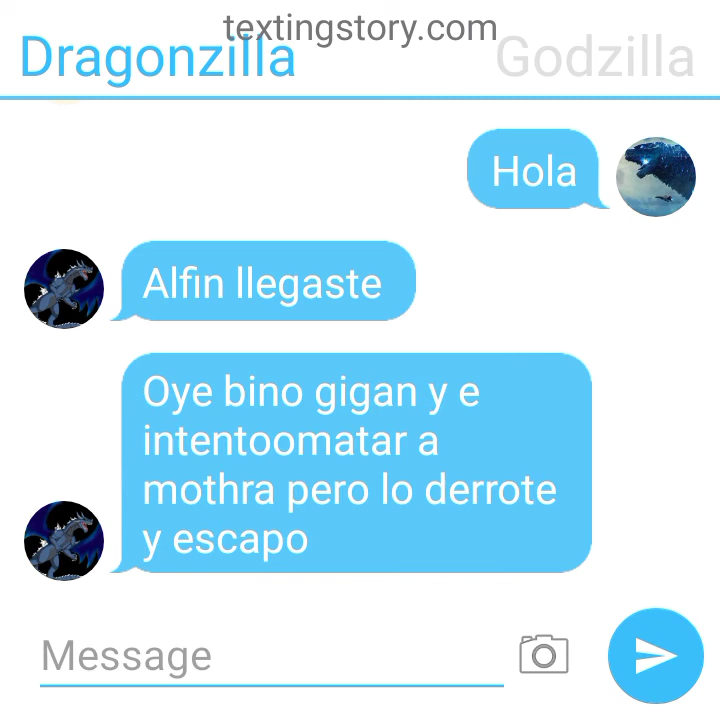 textingstory.com
Dragonzilla
Godzilla
Hola
Alfin llegaste
Oye bino gigan y e
intentoomatar a
mothra pero lo derrote
y escapo
Message